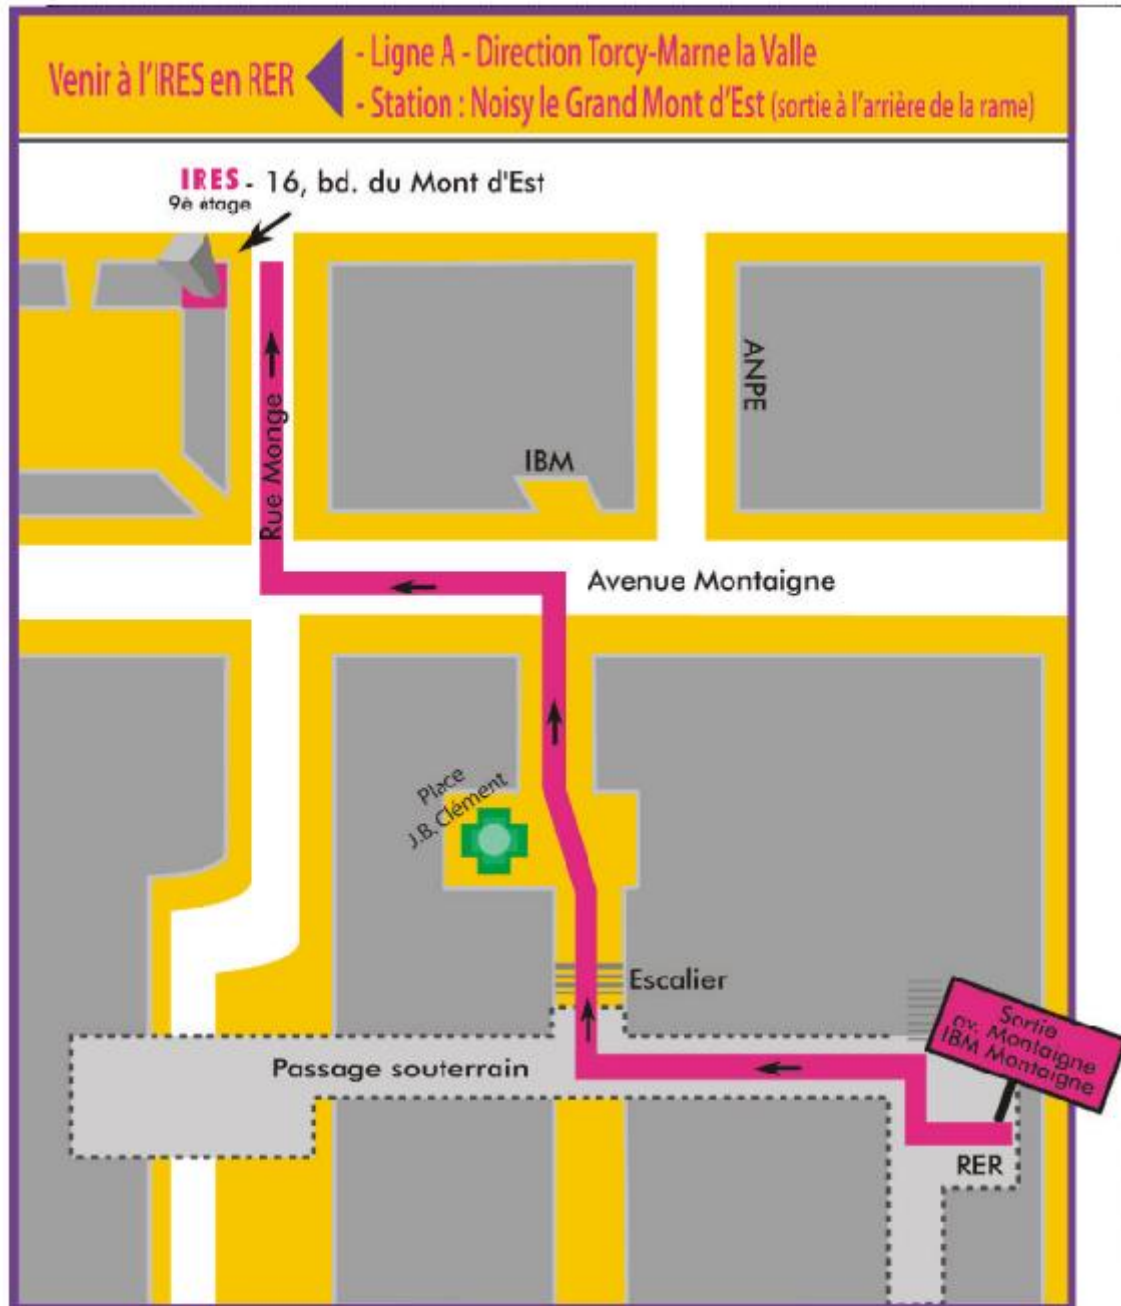 Venir à l'IRES en RER
- Ligne A - Direction Torcy-Marne la Valle
- Station : Noisy le Grand Mont d'Est (sortie à l'arrière de la rame)
IRES - 16, bd. du Mont d'Est
9è étage
ANPE
IBM
Rue Monge
Avenue Montaigne
Place
J.B. Clément
Escalier
Sortie
av. Montaigne
IBM Montaigne
Passage souterrain
RER